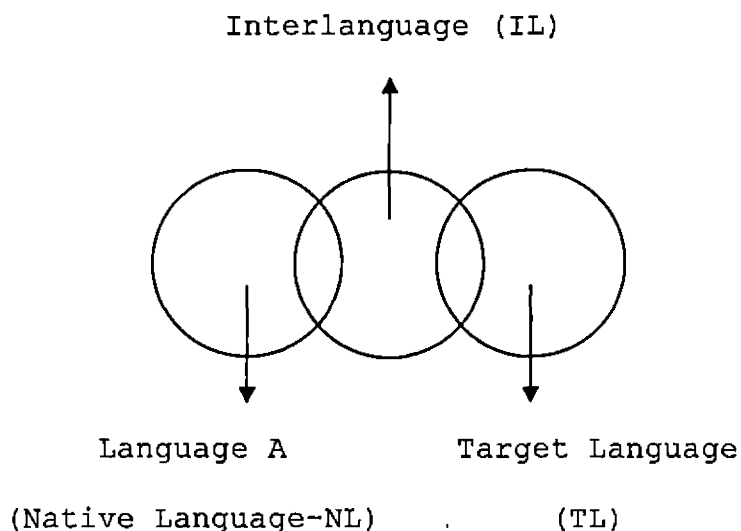 Interlanguage (IL)
Language A
Target Language
(Native Language-NL)
(TL)